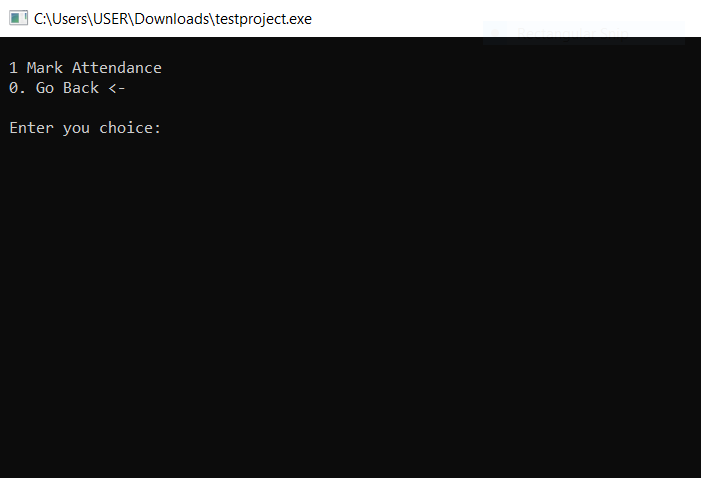 C:\Users\USER\Downloads\testproject.exe
1 Mark Attendance
0. Go Back <-
Enter you choice: